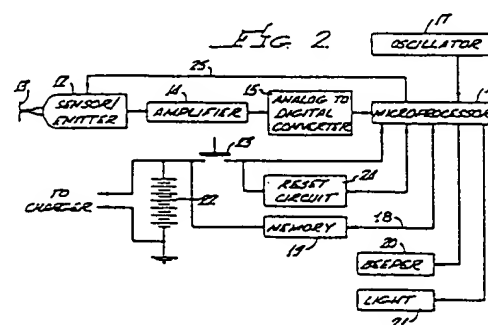 FIG. 2
17
OSCILLATOR
25
13
12
SENSOR/
EMITTER
14
AMPLIFIER
15
ANALOG TO
DIGITAL
CONVERTER
MICROPROCESSOR
23
TO
CHARGER
22
RESET
CIRCUIT
MEMORY
19
18
20
BEEPER
LIGHT
21